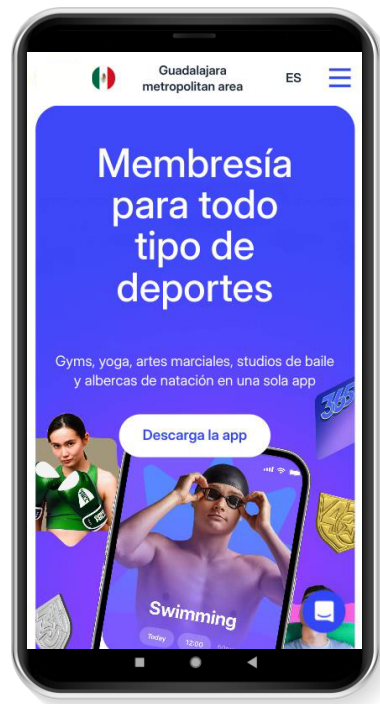 Guadalajara
metropolitan area
ES
Membresía
para todo
tipo de
deportes
Gyms, yoga, artes marciales, studios de baile
y albercas de natación en una sola app
Descarga la app
365
Swimming
Today
12:00